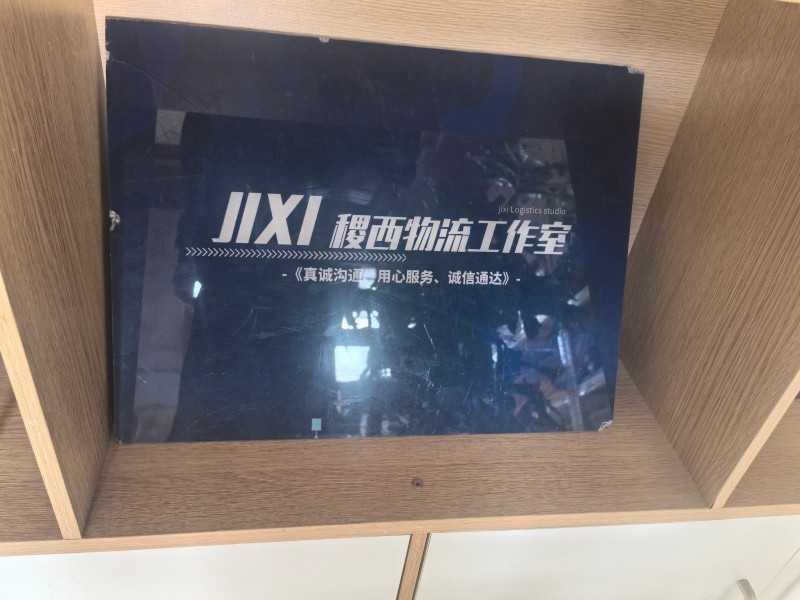 jixi Logistics studio
JIXI 稷西物流工作室
-《真诚沟通、用心服务、诚信通达》-